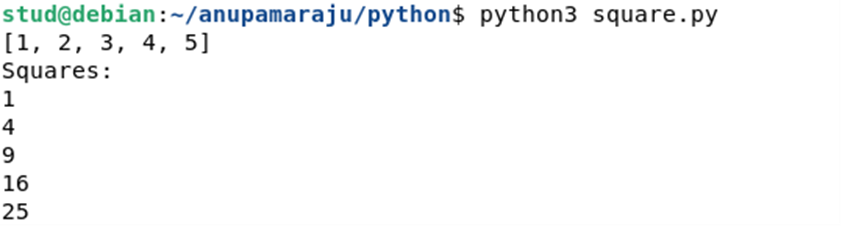 stud@debian:~/anupamaraju/python$ python3 square.py
[1, 2, 3, 4, 5]
Squares:
1
4
9
16
25